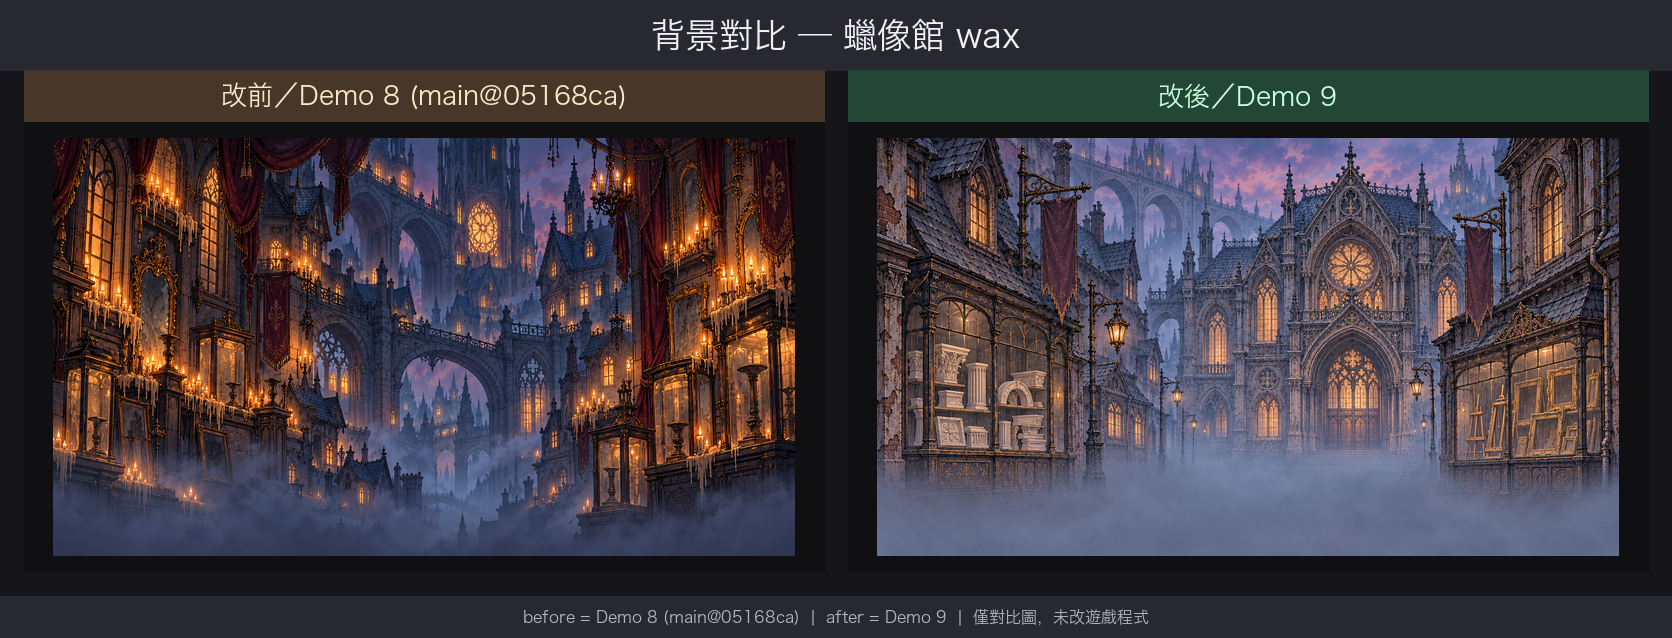 背景對比 — 蠟像館 wax
改前／Demo 8 (main@05168ca)
改後／Demo 9
before = Demo 8 (main@05168ca) | after = Demo 9 | 僅對比圖，未改遊戲程式